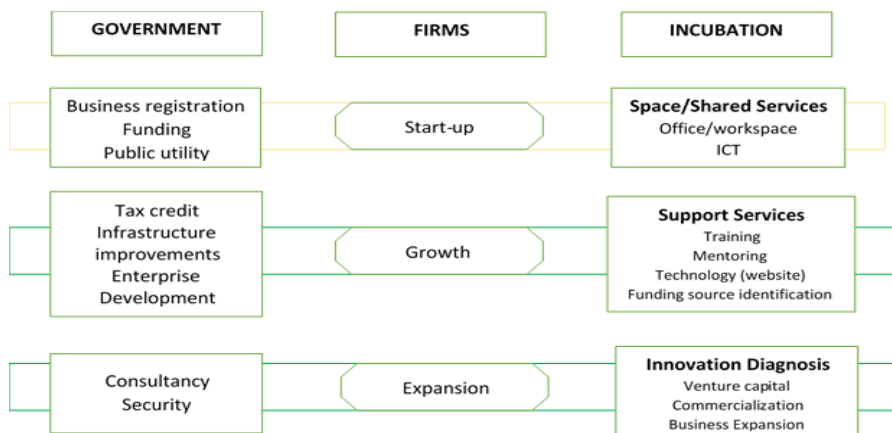 GOVERNMENT
FIRMS
INCUBATION
Business registration
Funding
Public utility
Start-up
Space/Shared Services
Office/workspace
ICT
Tax credit
Infrastructure
improvements
Enterprise
Development
Growth
Support Services
Training
Mentoring
Technology (website)
Funding source identification
Consultancy
Security
Expansion
Innovation Diagnosis
Venture capital
Commercialization
Business Expansion